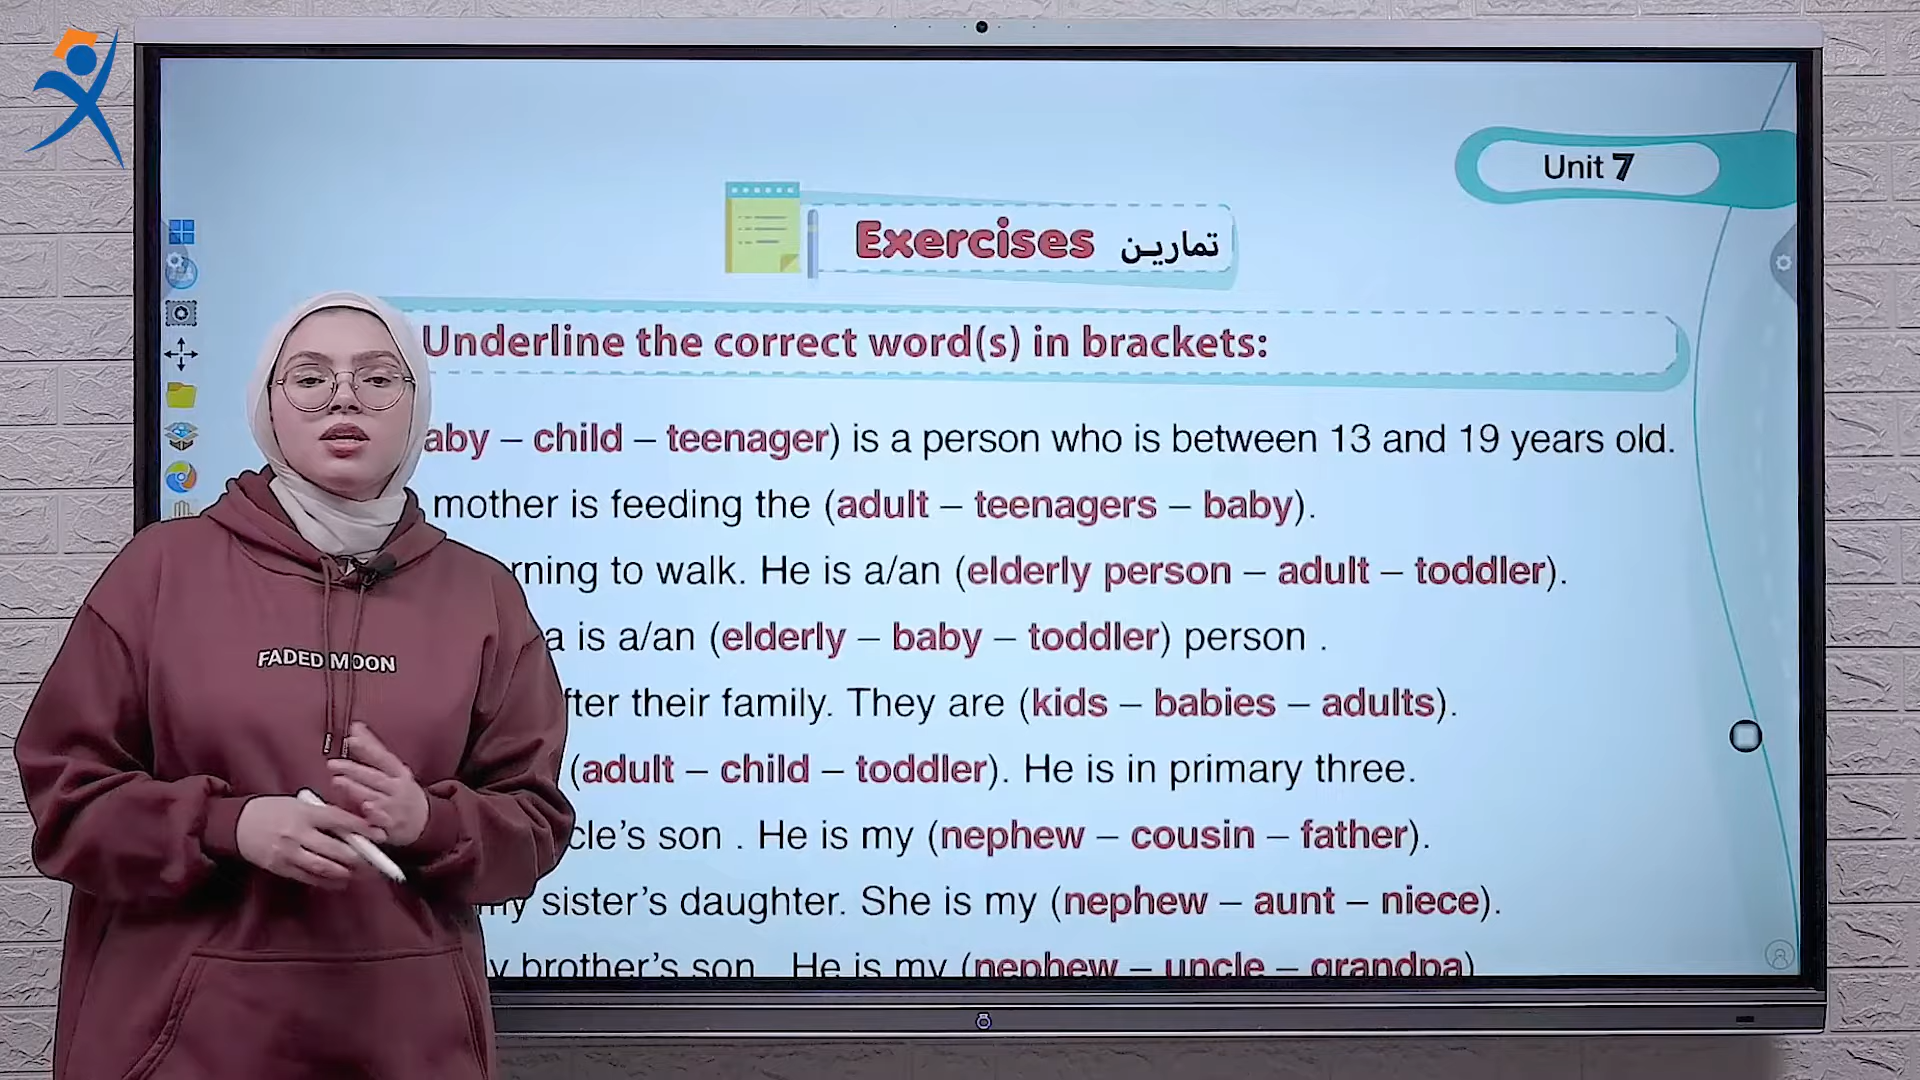 Unit 7
Exercises تمارين
Underline the correct word(s) in brackets:
– child – teenager) is a person who is between 13 and 19 years old.
mother is feeding the (adult – teenagers – baby).
to walk. He is a/an (elderly person – adult – toddler).
is a/an (elderly – baby – toddler) person .
their family. They are (kids – babies – adults).
(adult – child – toddler). He is in primary three.
son . He is my (nephew – cousin – father).
my sister's daughter. She is my (nephew – aunt – niece).
brother's son . He is my (nephew – uncle – grandpa)
FADED MOON